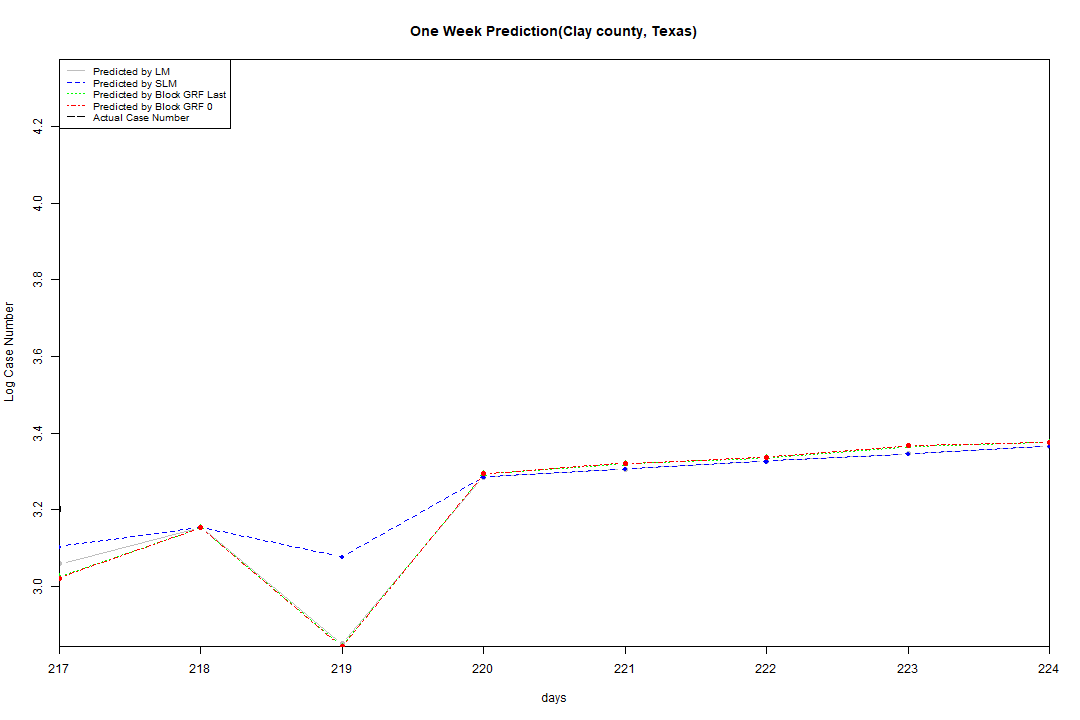 One Week Prediction(Clay county, Texas)
Predicted by LM
Predicted by SLM
Predicted by Block GRF Last
Predicted by Block GRF 0
Actual Case Number
4.2
4.0
3.8
3.6
3.4
3.2
3.0
Log Case Number
217 218 219 220 221 222 223 224
days